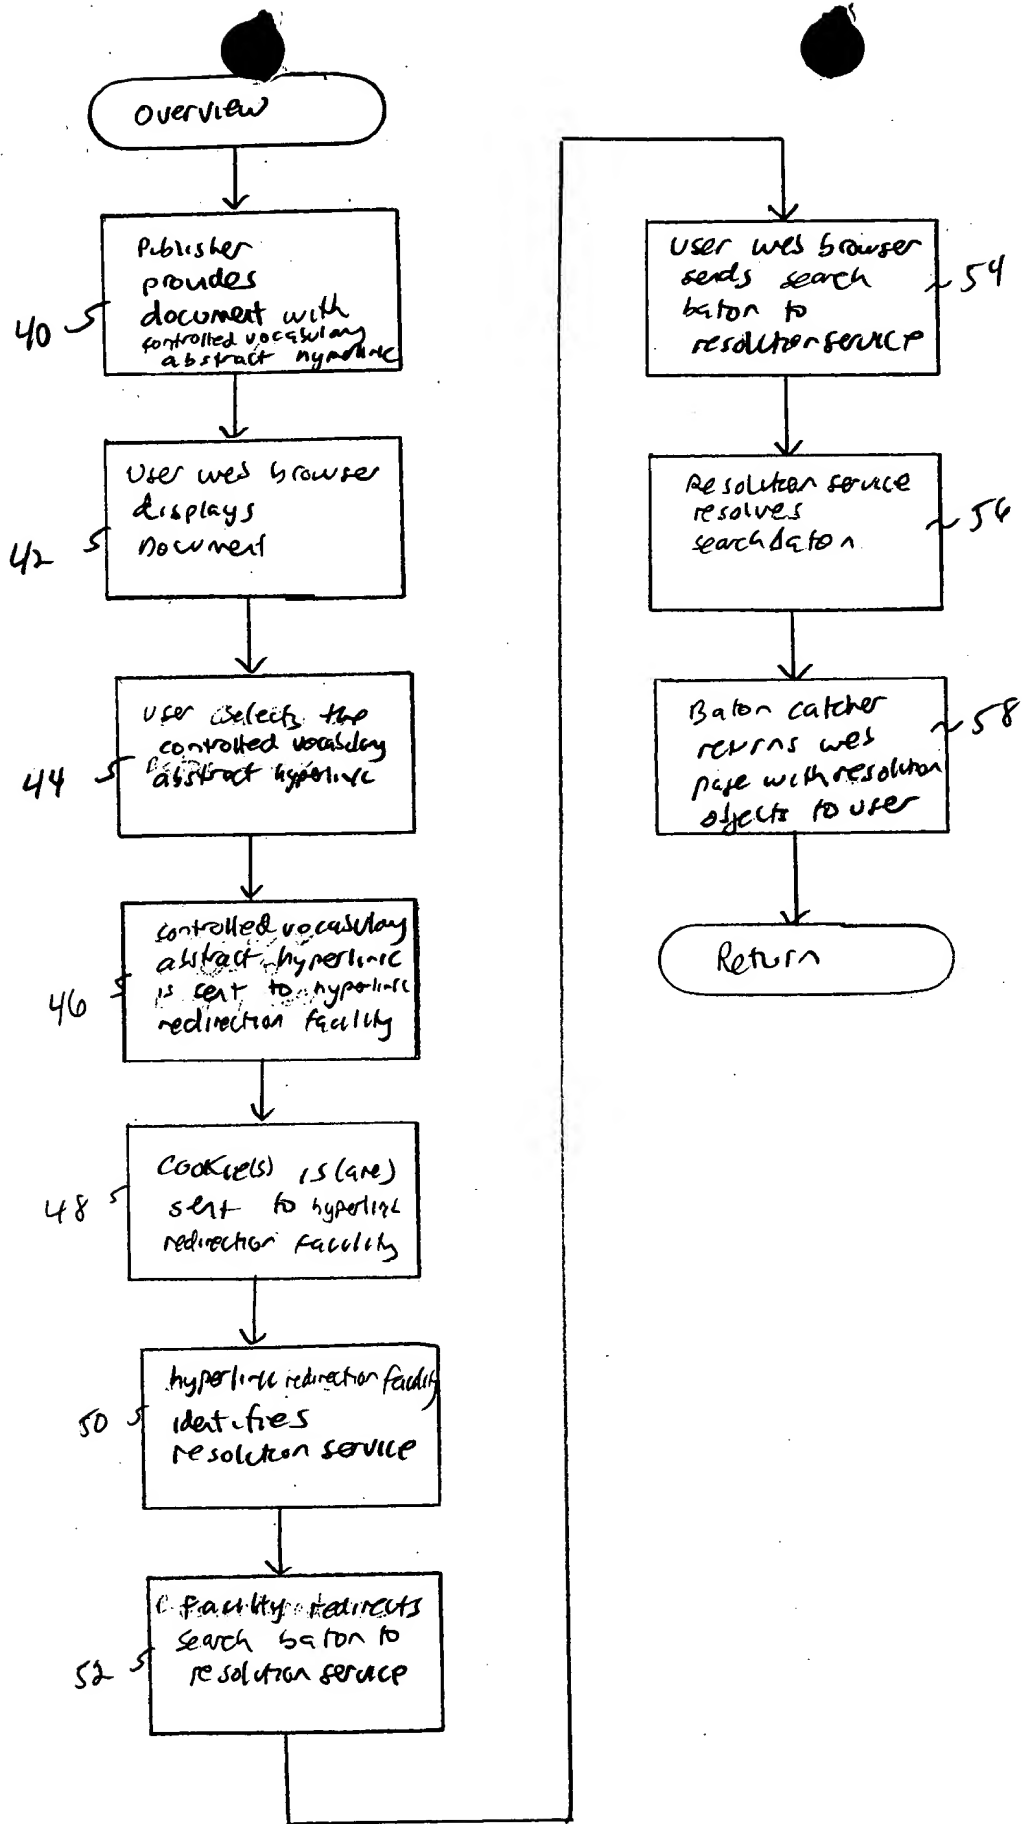 Overview
Publisher
provides
document with
controlled vocabulary
abstract hyperlink
40
User web browser
displays
Document
42
User selects the
controlled vocabulary
abstract hyperlink
44
controlled vocabulary
abstract hyperlink
is sent to hyperlink
redirection facility
46
Cookie(s) is (are)
sent to hyperlink
redirection facility
48
hyperlink redirection facility
identifies
resolution service
50
facility redirects
search baton to
resolution service
52
User web browser
sends search
baton to
resolution service
54
Resolution service
resolves
search baton
56
Baton catcher
returns web
page with resolution
objects to user
58
Return